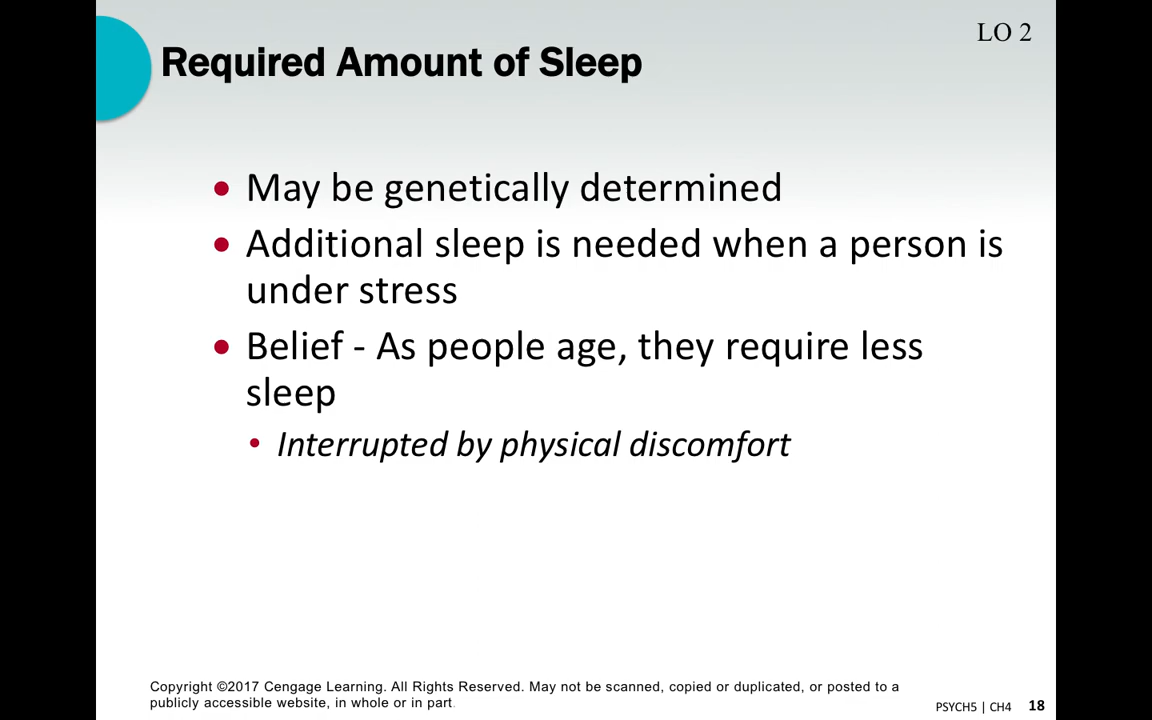 LO 2
Required Amount of Sleep
• May be genetically determined
• Additional sleep is needed when a person is
under stress
• Belief - As people age, they require less
sleep
• Interrupted by physical discomfort
Copyright ©2017 Cengage Learning. All Rights Reserved. May not be scanned, copied or duplicated, or posted to a
publicly accessible website, in whole or in part.
PSYCH5 | CH4 18